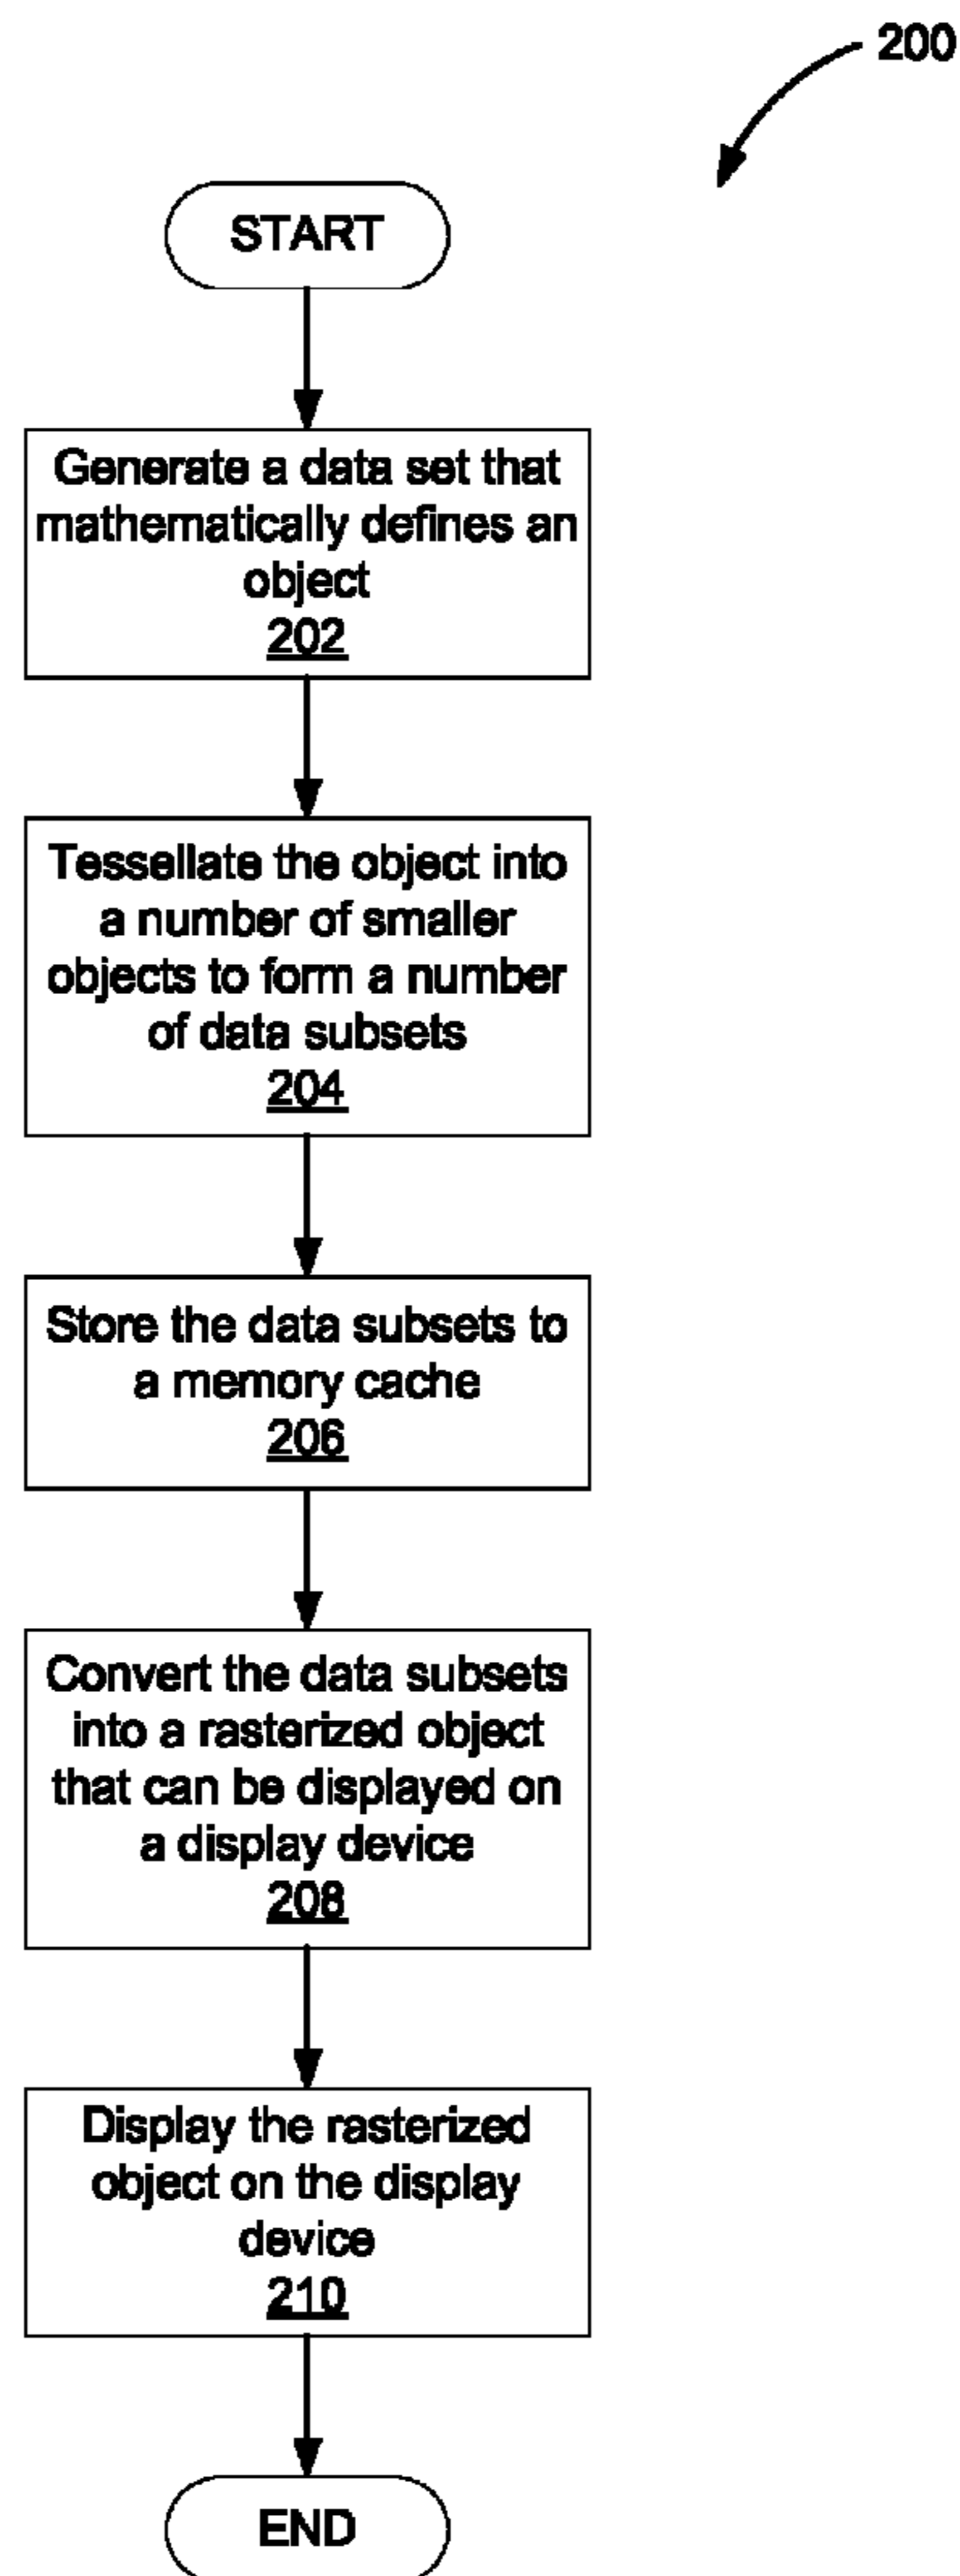 200
START
Generate a data set that
mathematically defines an
object
202
Tessellate the object into
a number of smaller
objects to form a number
of data subsets
204
Store the data subsets to
a memory cache
206
Convert the data subsets
into a rasterized object
that can be displayed on
a display device
208
Display the rasterized
object on the display
device
210
END